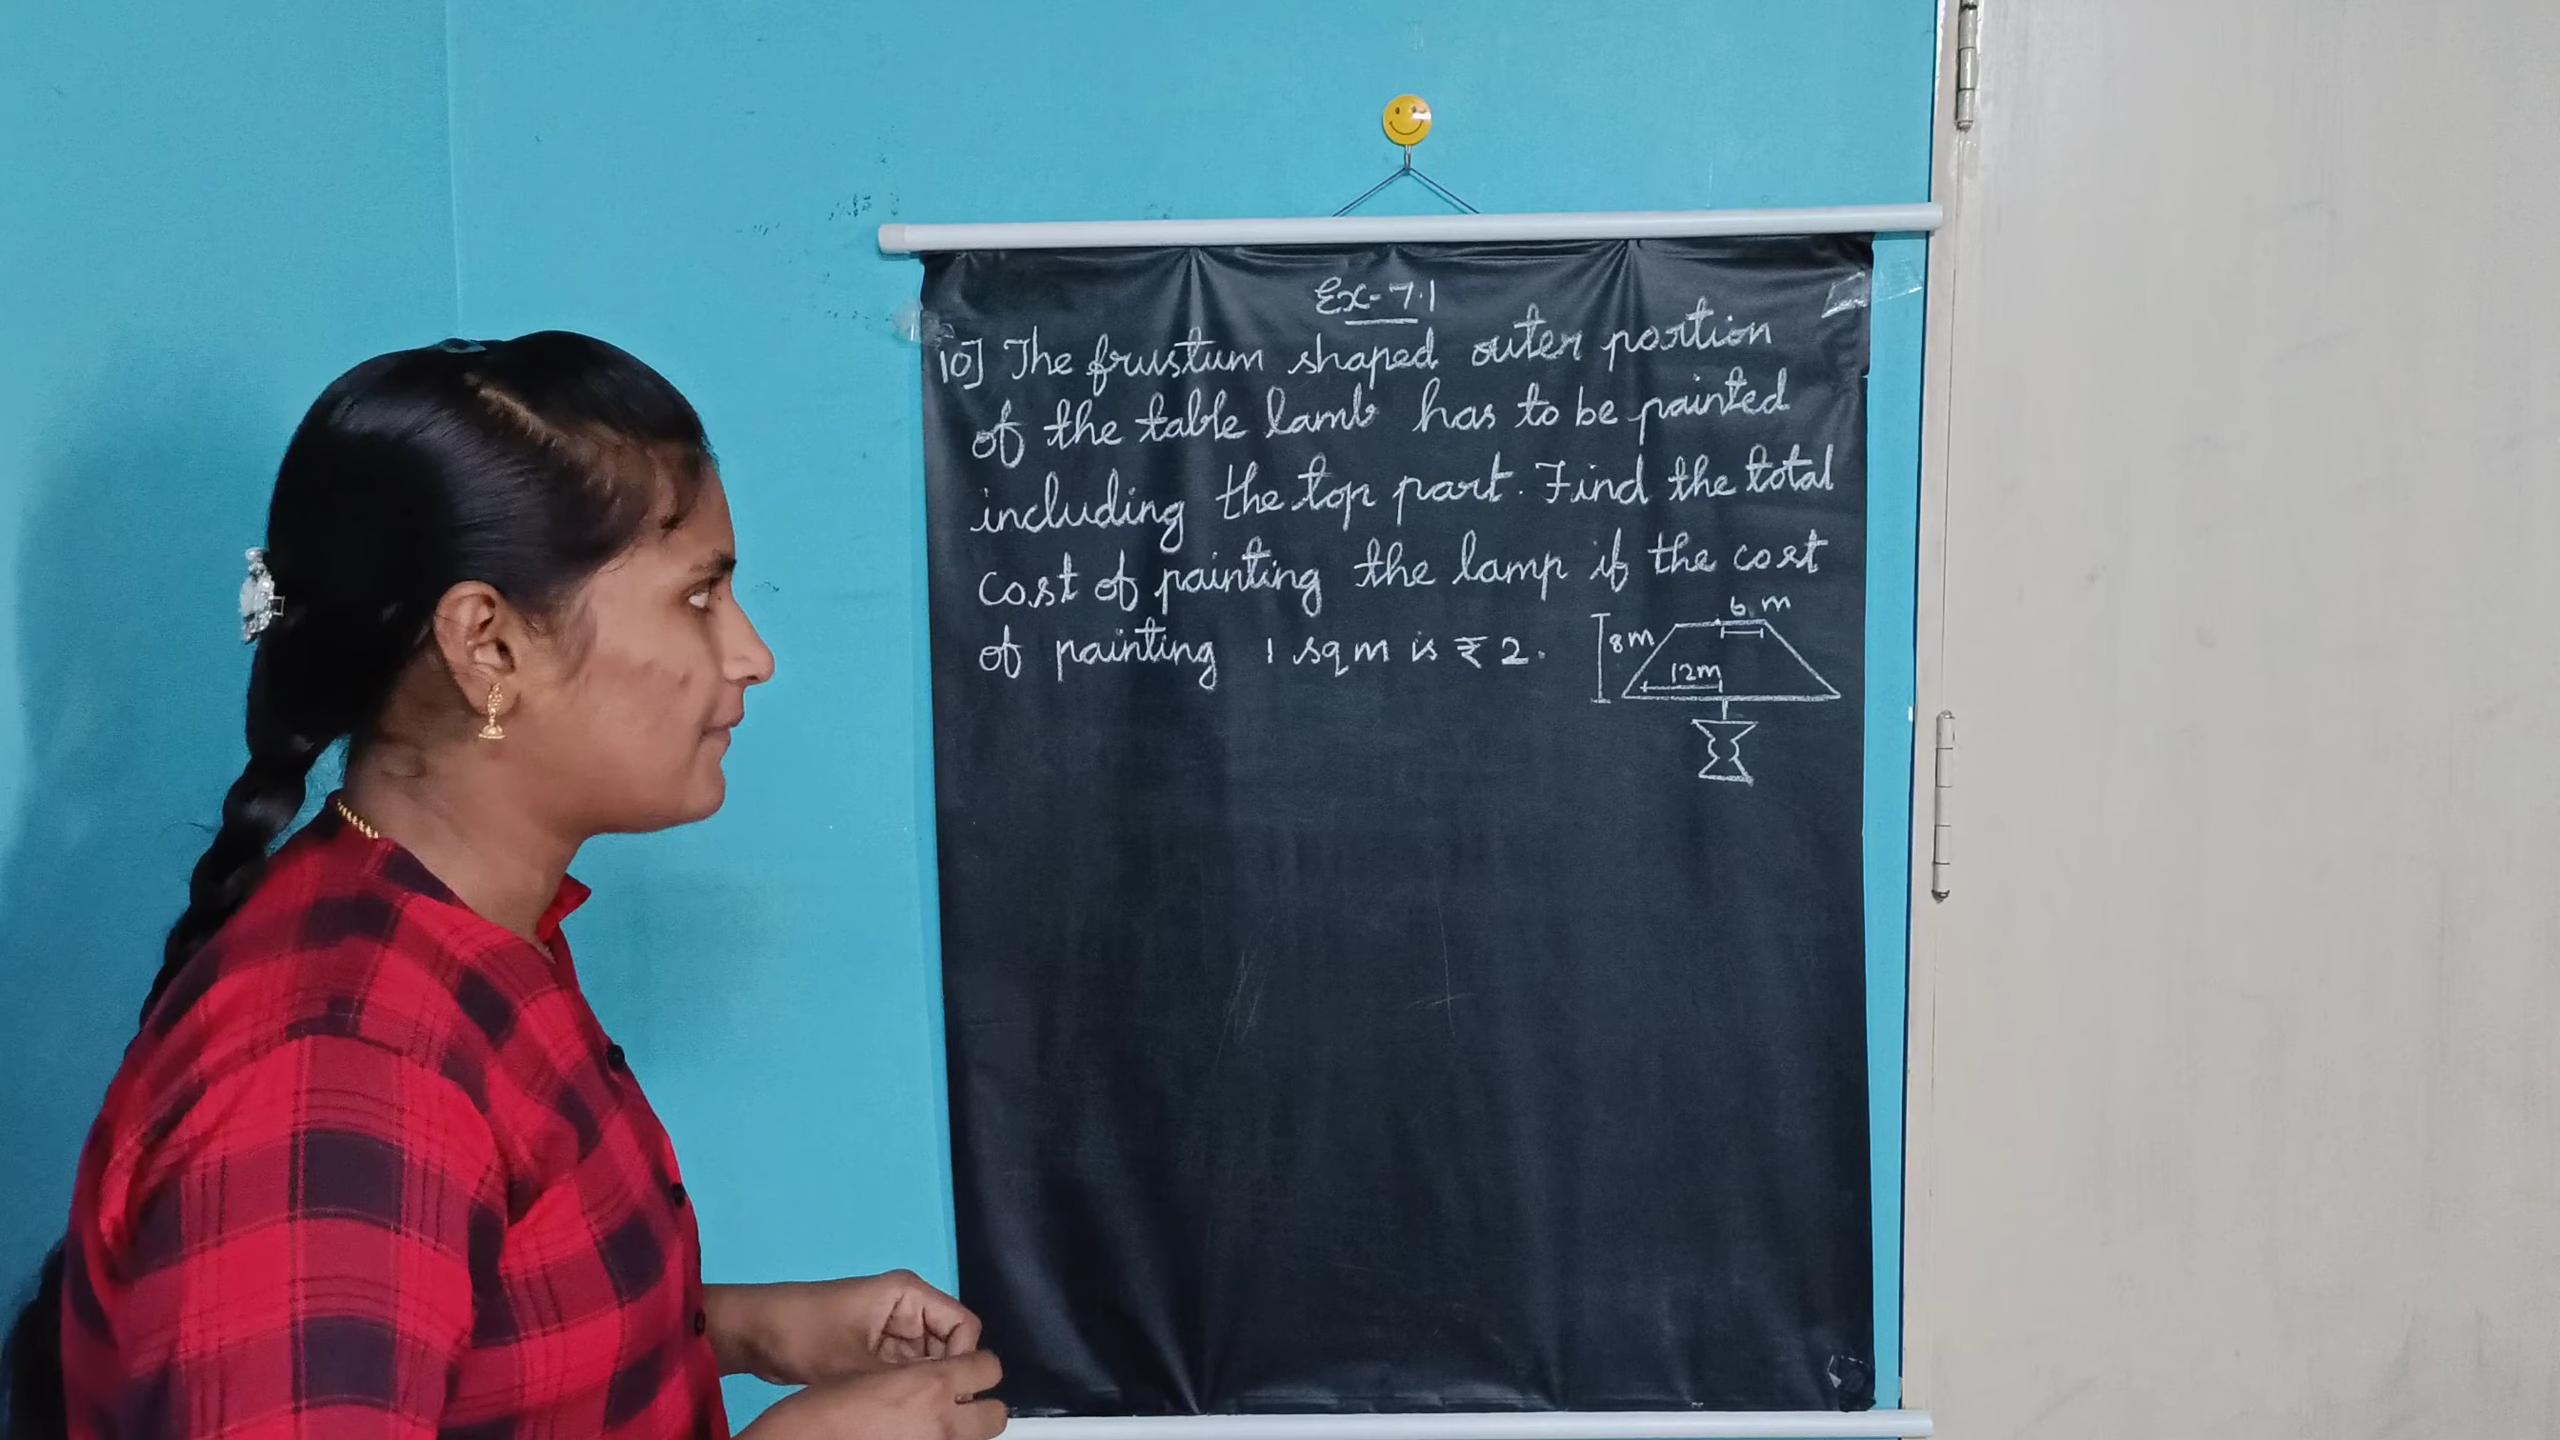 Ex-7.1
10] The frustum shaped outer portion
of the table lamb has to be painted
including the top part. Find the total
cost of painting the lamp if the cost
of painting 1 sq m is ₹ 2.
6 m
8m
12m